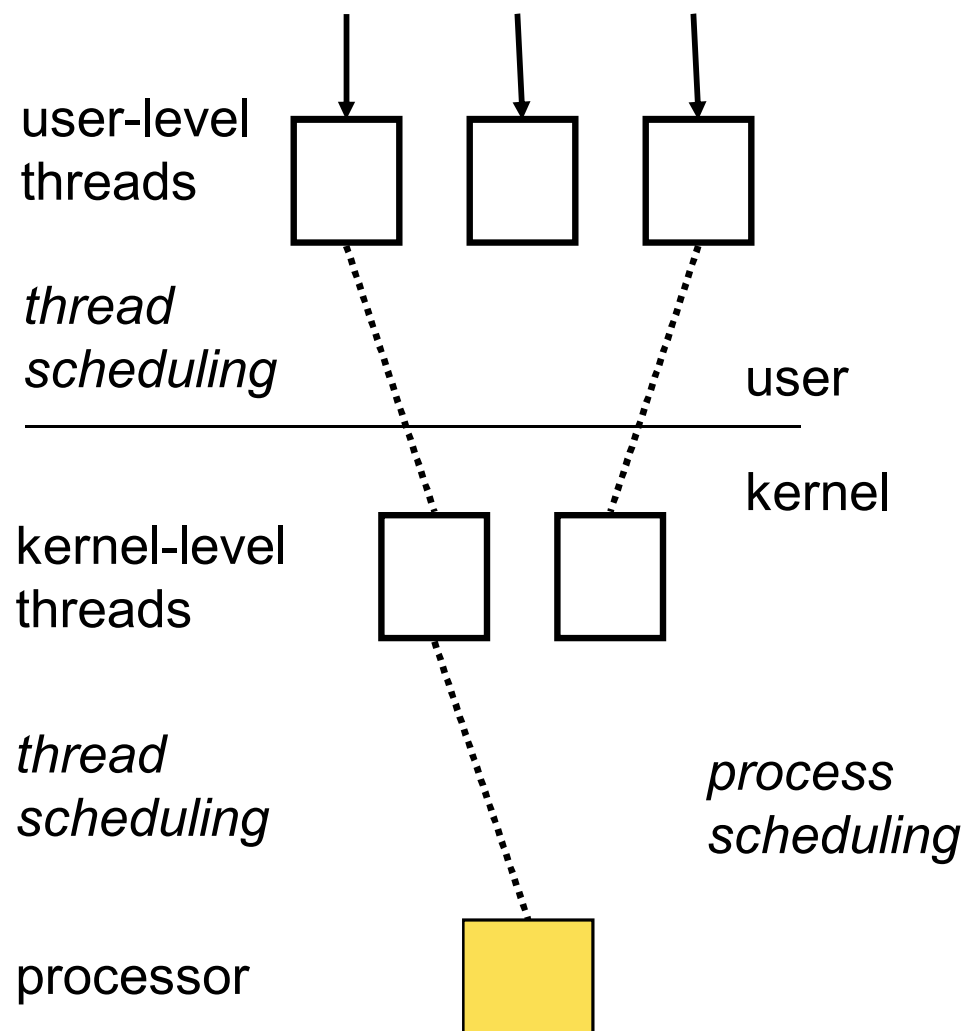 user-level
threads
thread
scheduling
user
kernel
kernel-level
threads
thread
scheduling
process
scheduling
processor